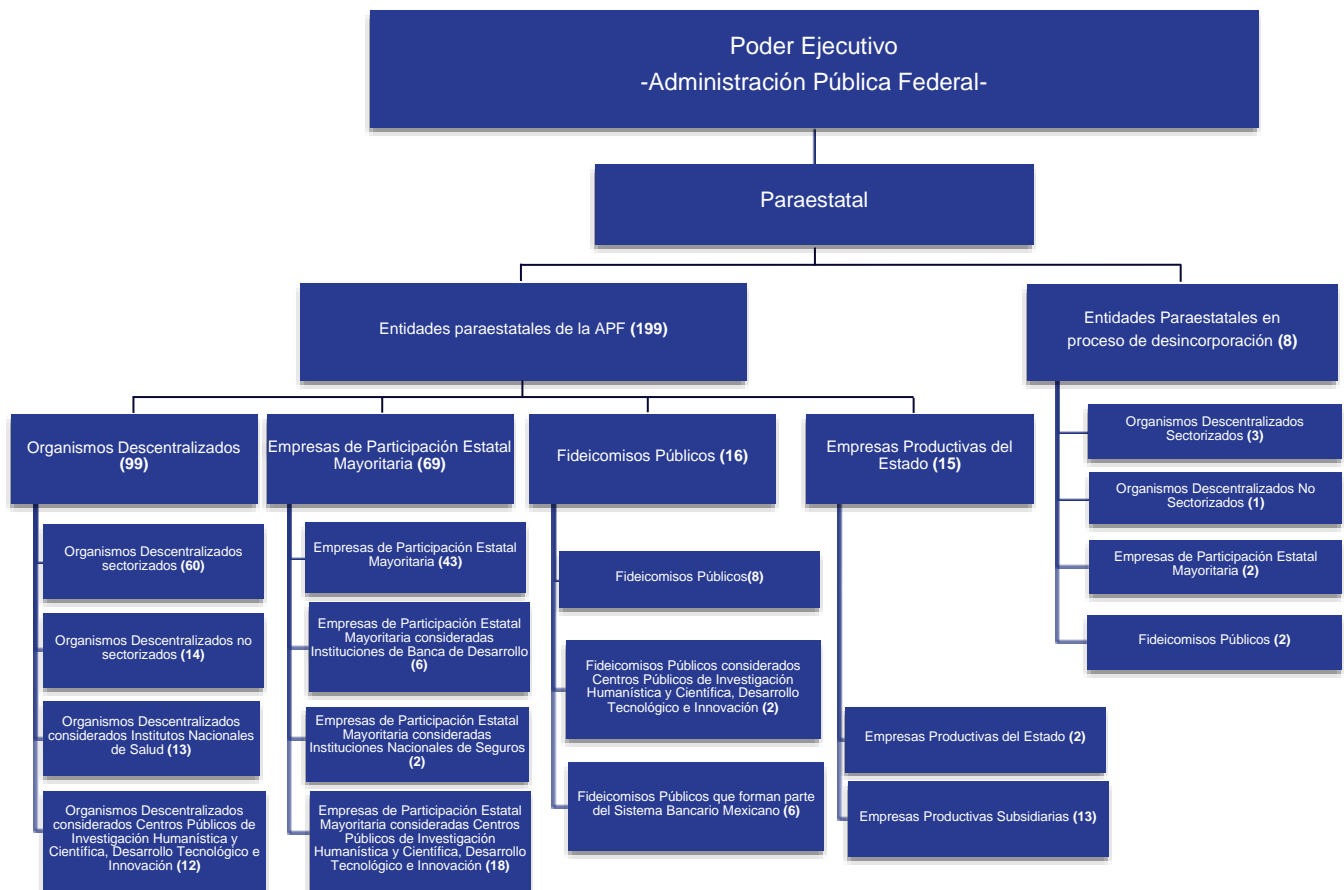 Poder Ejecutivo
-Administración Pública Federal-
Paraestatal
Entidades paraestatales de la APF (199)
Entidades Paraestatales en
proceso de desincorporación (8)
Organismos Descentralizados
(99)
Empresas de Participación Estatal
Mayoritaria (69)
Fideicomisos Públicos (16)
Empresas Productivas del
Estado (15)
Organismos Descentralizados
sectorizados (60)
Organismos Descentralizados no
sectorizados (14)
Organismos Descentralizados
considerados Institutos Nacionales
de Salud (13)
Organismos Descentralizados
considerados Centros Públicos de
Investigación Humanística y
Científica, Desarrollo Tecnológico e
Innovación (12)
Empresas de Participación Estatal
Mayoritaria (43)
Empresas de Participación Estatal
Mayoritaria consideradas
Instituciones de Banca de Desarrollo
(6)
Empresas de Participación Estatal
Mayoritaria consideradas
Instituciones Nacionales de Seguros
(2)
Empresas de Participación Estatal
Mayoritaria consideradas Centros
Públicos de Investigación
Humanística y Científica, Desarrollo
Tecnológico e Innovación (18)
Fideicomisos Públicos(8)
Fideicomisos Públicos considerados
Centros Públicos de Investigación
Humanística y Científica, Desarrollo
Tecnológico e Innovación (2)
Fideicomisos Públicos que forman parte
del Sistema Bancario Mexicano (6)
Empresas Productivas del Estado (2)
Empresas Productivas Subsidiarias (13)
Organismos Descentralizados
Sectorizados (3)
Organismos Descentralizados No
Sectorizados (1)
Empresas de Participación Estatal
Mayoritaria (2)
Fideicomisos Públicos (2)